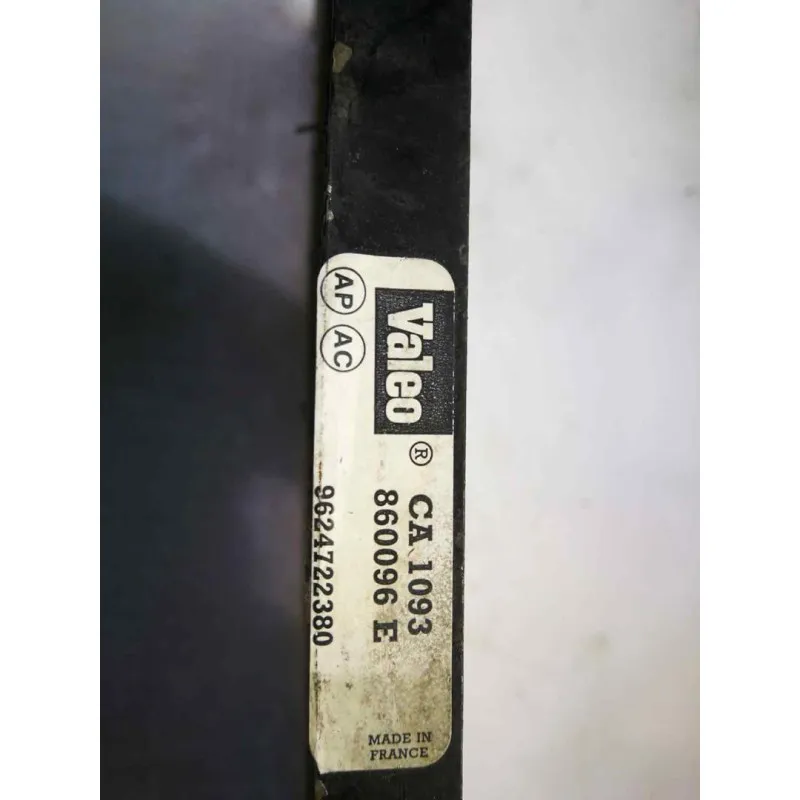 Valeo®
CA 1093
860096 E
AP AC
9624722380
MADE IN
FRANCE